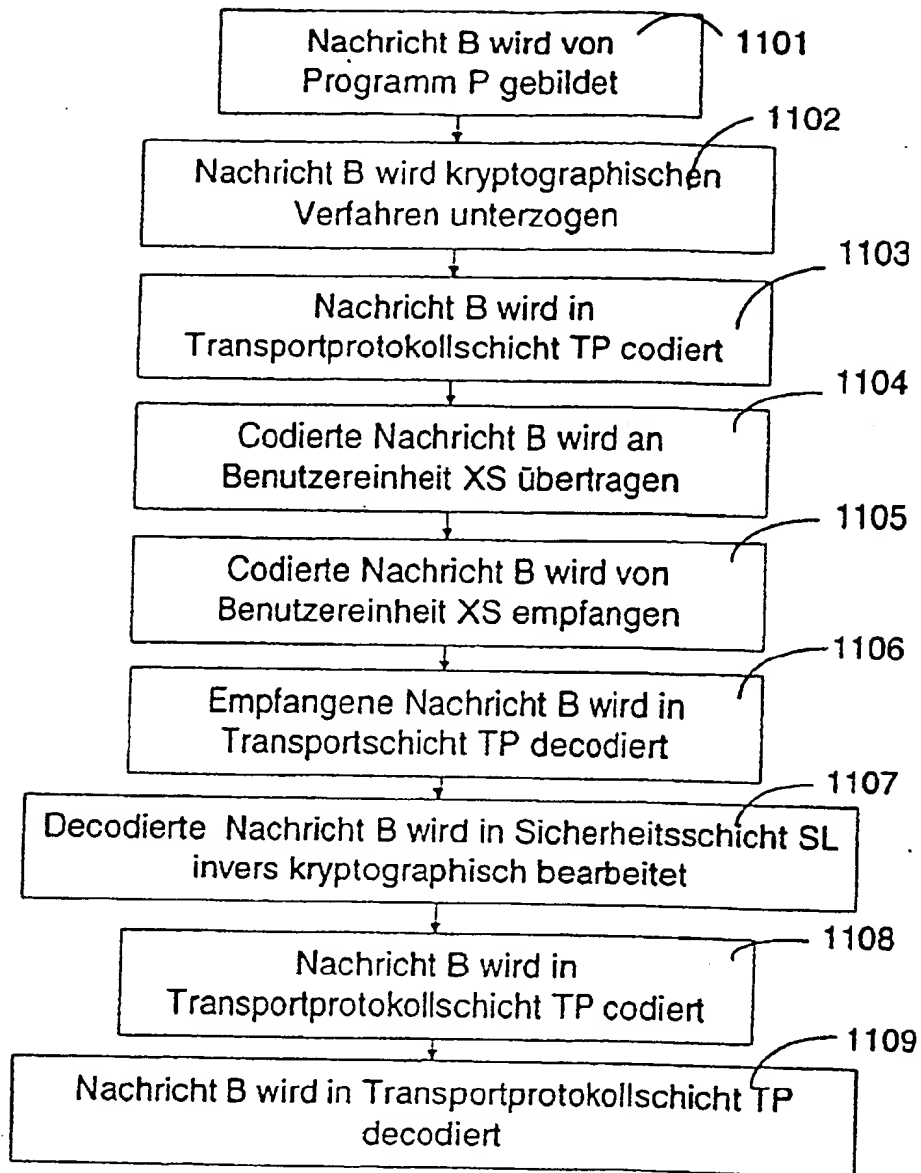 Nachricht B wird von
Programm P gebildet
1101
Nachricht B wird kryptographischen
Verfahren unterzogen
1102
Nachricht B wird in
Transportprotokollschicht TP codiert
1103
Codierte Nachricht B wird an
Benutzereinheit XS übertragen
1104
Codierte Nachricht B wird von
Benutzereinheit XS empfangen
1105
Empfangene Nachricht B wird in
Transportschicht TP decodiert
1106
Decodierte Nachricht B wird in Sicherheitsschicht SL
invers kryptographisch bearbeitet
1107
Nachricht B wird in
Transportprotokollschicht TP codiert
1108
Nachricht B wird in Transportprotokollschicht TP
decodiert
1109